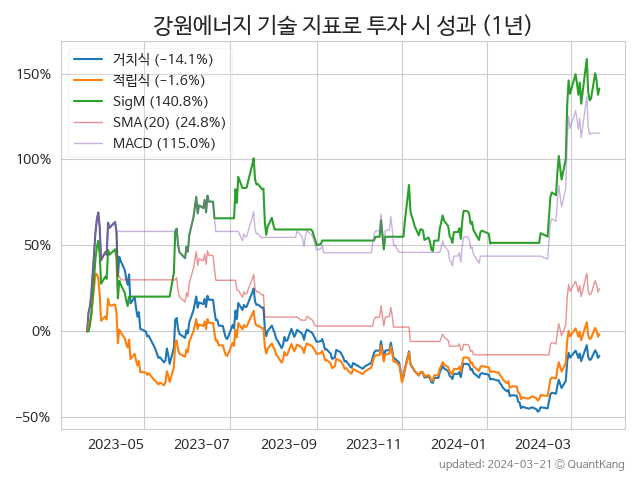 강원에너지 기술 지표로 투자 시 성과 (1년)
거치식 (−14.1%)
적립식 (−1.6%)
SigM (140.8%)
SMA(20) (24.8%)
MACD (115.0%)
150%
100%
50%
0%
−50%
2023-05 2023-07 2023-09 2023-11 2024-01 2024-03
updated: 2024-03-21 © QuantKang